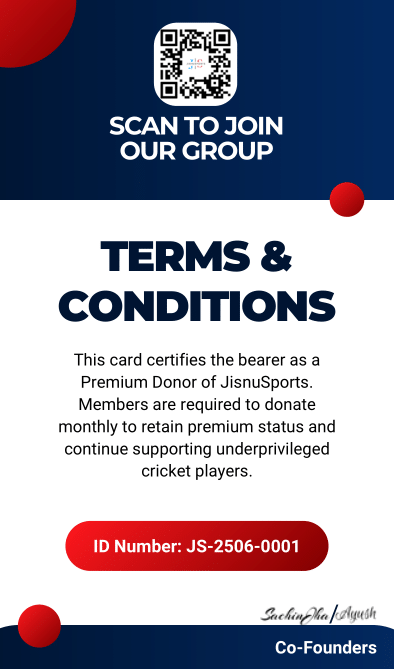 SCAN TO JOIN
OUR GROUP
TERMS &
CONDITIONS
This card certifies the bearer as a
Premium Donor of JisnuSports.
Members are required to donate
monthly to retain premium status and
continue supporting underprivileged
cricket players.
ID Number: JS-2506-0001
SachinJha/Ayush
Co-Founders